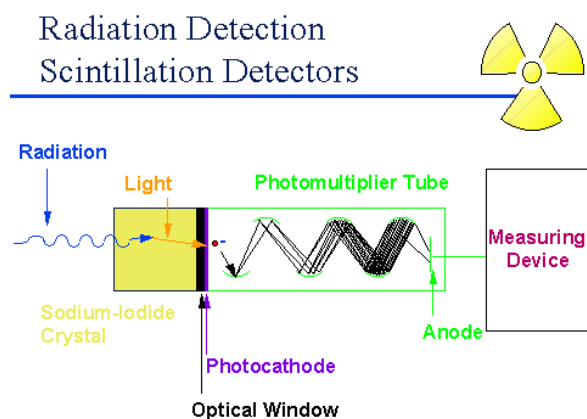 Radiation Detection
Scintillation Detectors
Radiation
Light
Photomultiplier Tube
-
Measuring
Device
Sodium-Iodide
Crystal
Anode
Photocathode
Optical Window